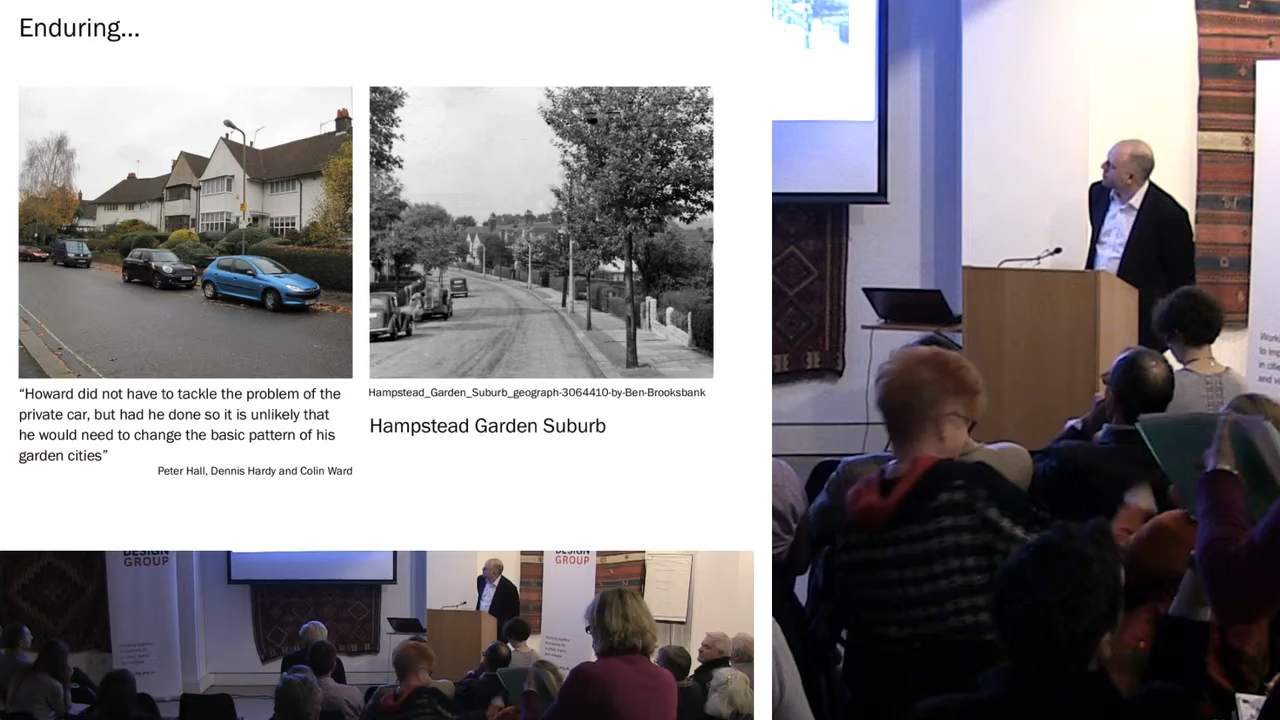 Enduring...
“Howard did not have to tackle the problem of the
private car, but had he done so it is unlikely that
he would need to change the basic pattern of his
garden cities”
Peter Hall, Dennis Hardy and Colin Ward
Hampstead_Garden_Suburb_geograph-3064410-by-Ben-Brooksbank
Hampstead Garden Suburb
DESIGN
GROUP
DESIGN
GROUP